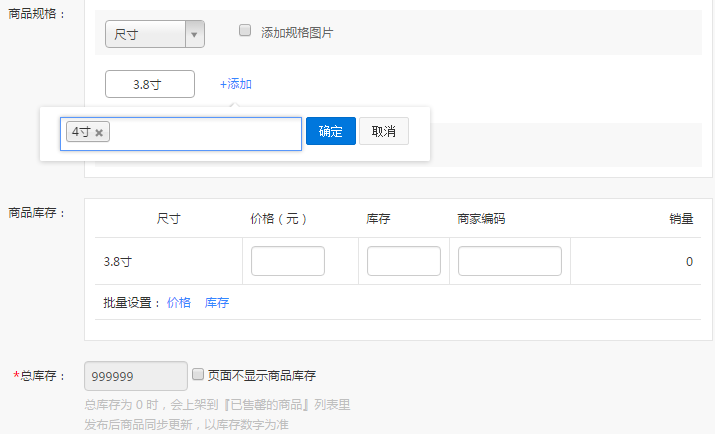 商品规格：
尺寸 添加规格图片
3.8寸 +添加
4寸 × 确定 取消
商品库存：
尺寸 价格（元） 库存 商家编码 销量
3.8寸 0
批量设置： 价格 库存
*总库存： 999999 页面不显示商品库存
总库存为 0 时，会上架到『已售罄的商品』列表里
发布后商品同步更新，以库存数字为准